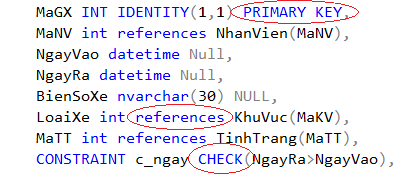 MaGX INT IDENTITY(1,1) PRIMARY KEY,
MaNV int references NhanVien(MaNV),
NgayVao datetime Null,
NgayRa datetime Null,
BienSoXe nvarchar(30) NULL,
LoaiXe int references KhuVuc(MaKV),
MaTT int references TinhTrang(MaTT),
CONSTRAINT c_ngay CHECK(NgayRa>NgayVao),